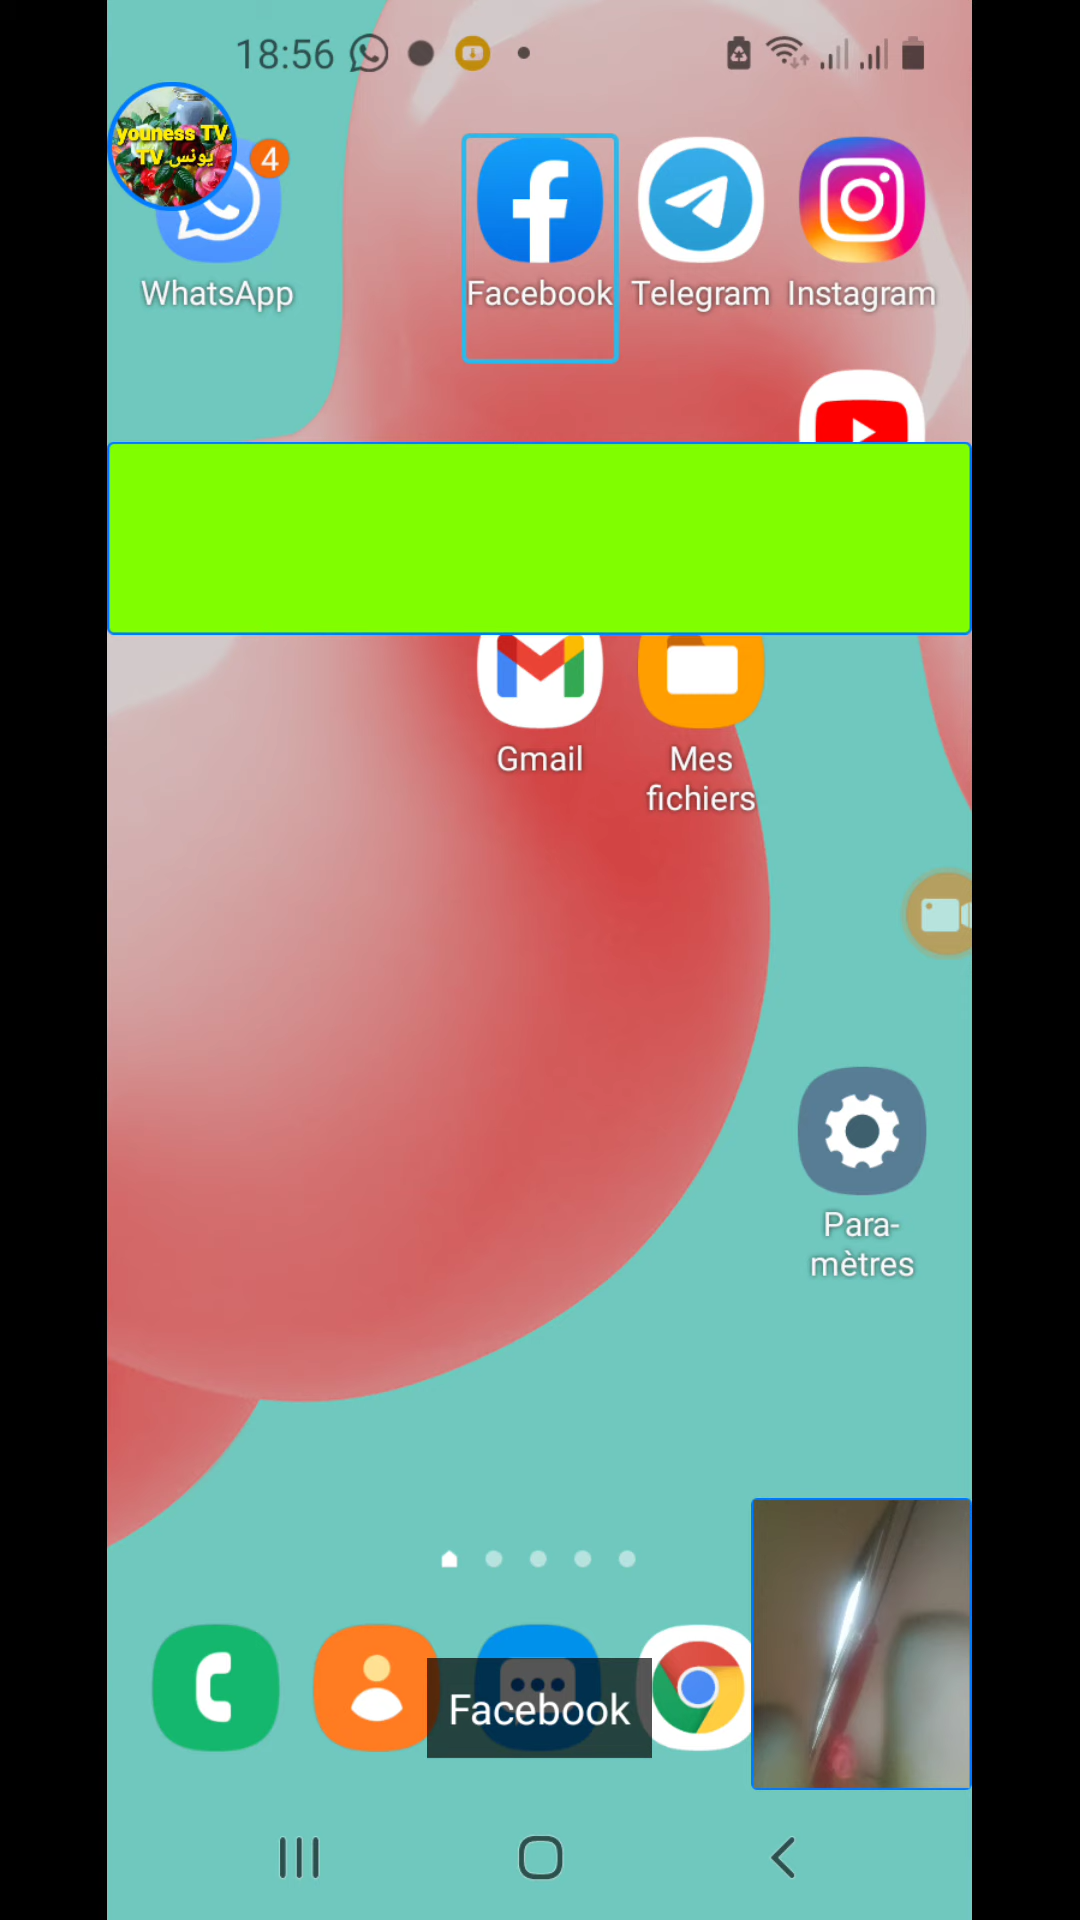 18:56
youness TV
يونس TV
4
WhatsApp
Facebook
Telegram
Instagram
Gmail
Mes
fichiers
Para-
mètres
Facebook